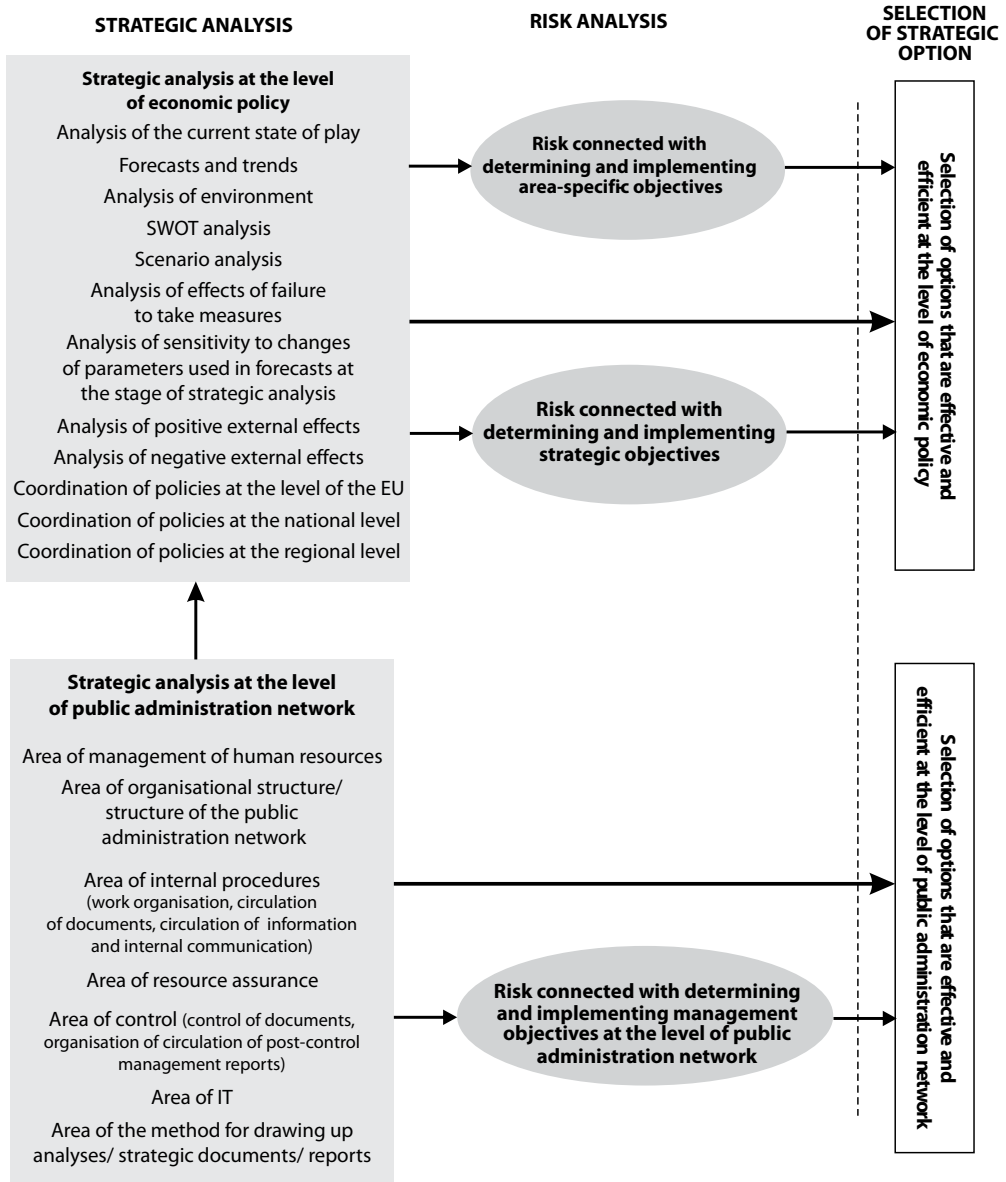 STRATEGIC ANALYSIS
RISK ANALYSIS
SELECTION
OF STRATEGIC
OPTION
Strategic analysis at the level
of economic policy
Analysis of the current state of play
Forecasts and trends
Analysis of environment
SWOT analysis
Scenario analysis
Analysis of effects of failure
to take measures
Analysis of sensitivity to changes
of parameters used in forecasts at
the stage of strategic analysis
Analysis of positive external effects
Analysis of negative external effects
Coordination of policies at the level of the EU
Coordination of policies at the national level
Coordination of policies at the regional level
Risk connected with
determining and implementing
area-specific objectives
Risk connected with
determining and implementing
strategic objectives
Selection of options that are effective and
efficient at the level of economic policy
Strategic analysis at the level
of public administration network
Area of management of human resources
Area of organisational structure/
structure of the public
administration network
Area of internal procedures
(work organisation, circulation
of documents, circulation of information
and internal communication)
Area of resource assurance
Area of control (control of documents,
organisation of circulation of post-control
management reports)
Area of IT
Area of the method for drawing up
analyses/ strategic documents/ reports
Risk connected with determining
and implementing management
objectives at the level of public
administration network
Selection of options that are effective and
efficient at the level of public administration network